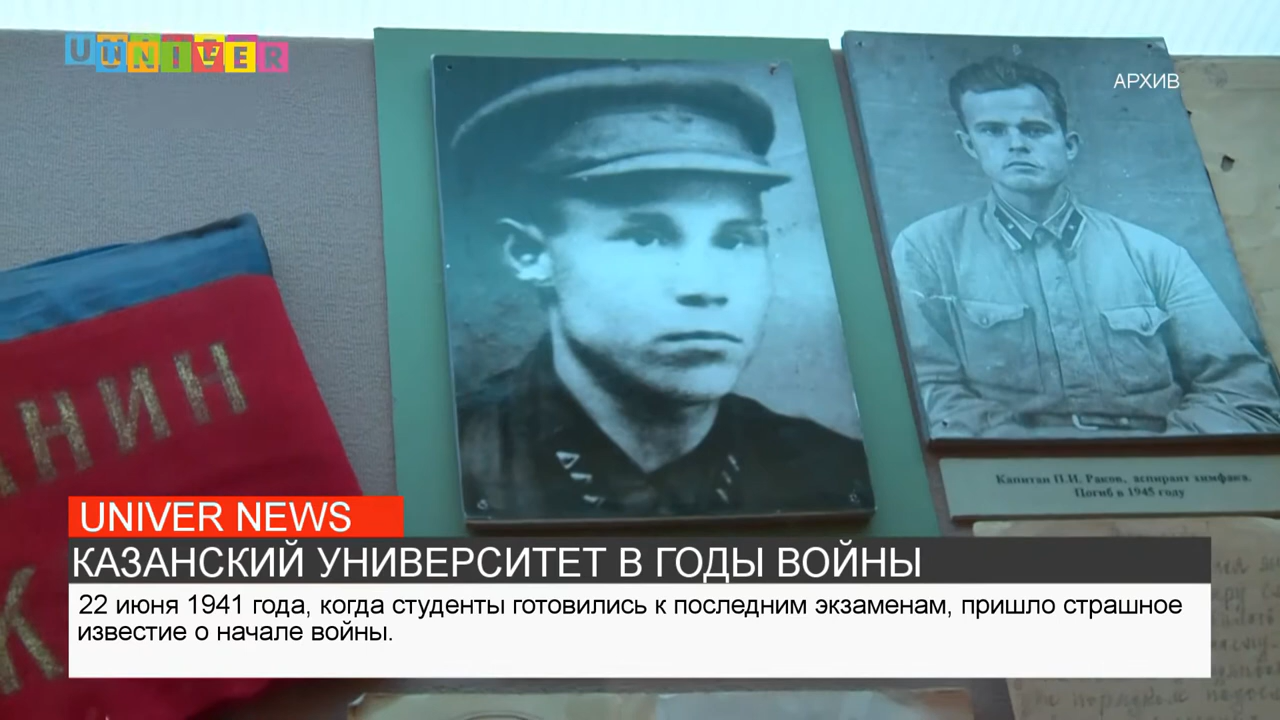 UNIVER
АРХИВ
АНИН
К
Капитан П.И. Раков, аспирант химфака.
Погиб в 1945 году
UNIVER NEWS
КАЗАНСКИЙ УНИВЕРСИТЕТ В ГОДЫ ВОЙНЫ
22 июня 1941 года, когда студенты готовились к последним экзаменам, пришло страшное
известие о начале войны.